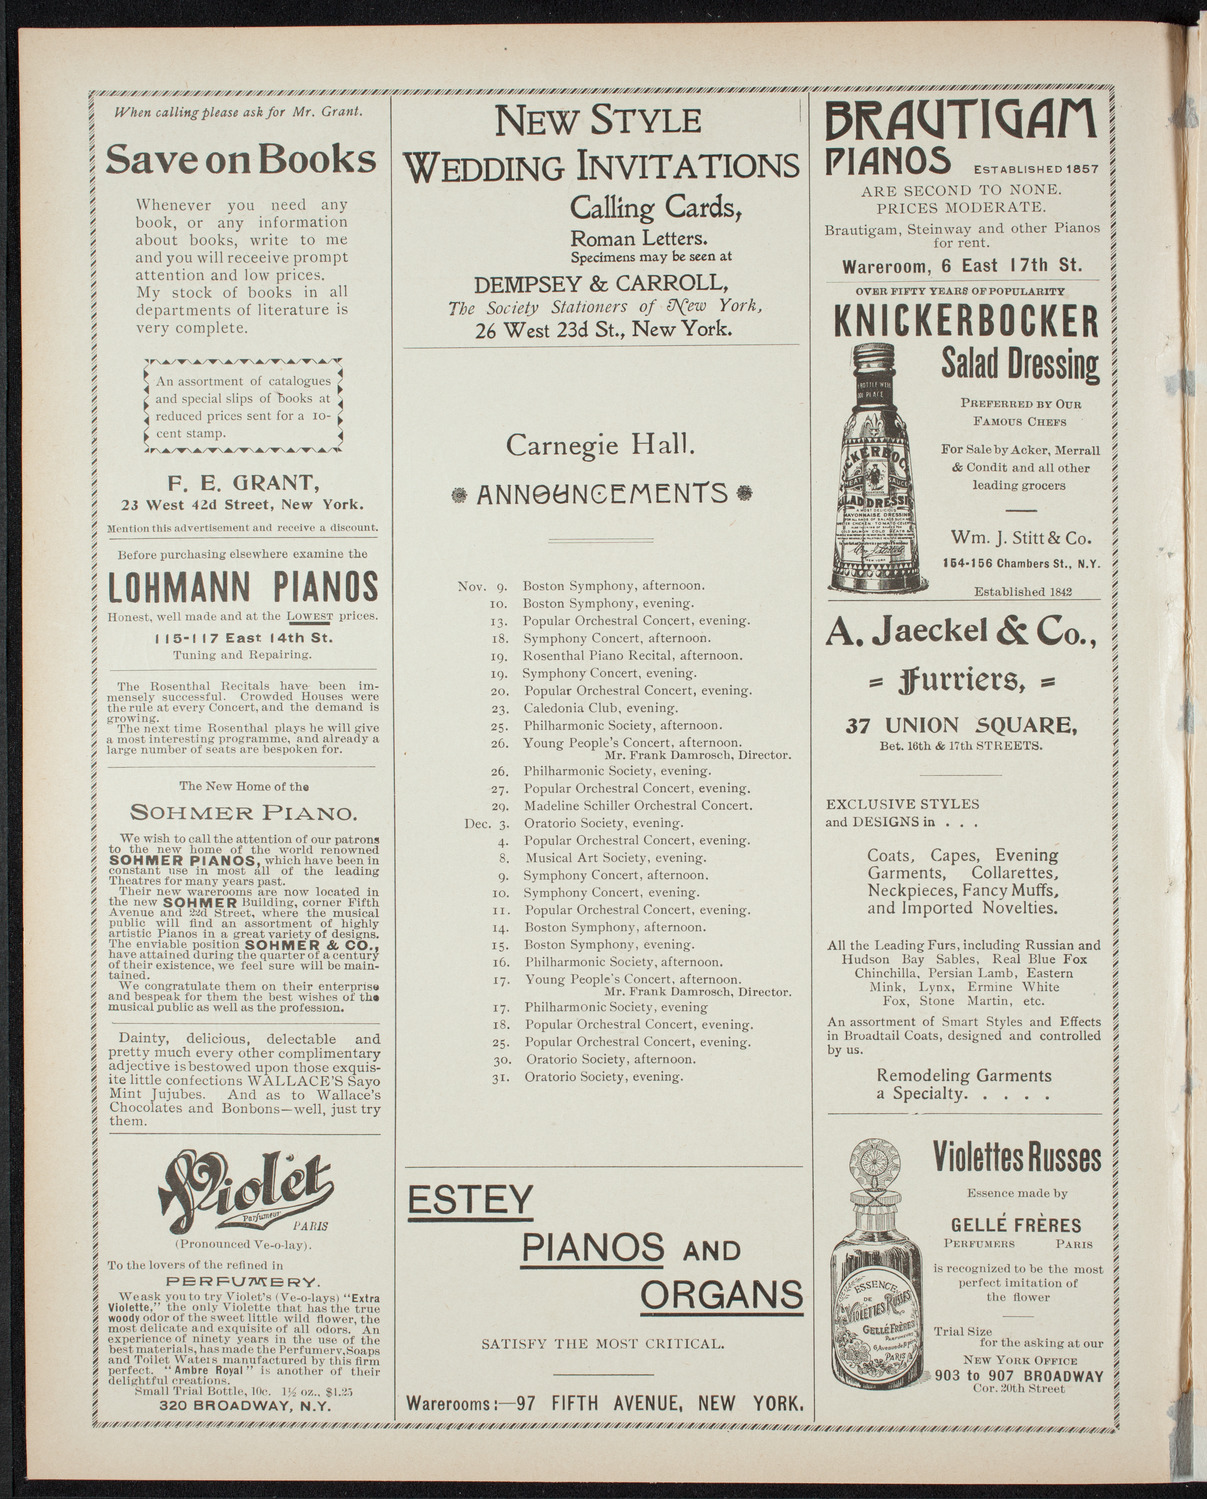 When calling please ask for Mr. Grant.
Save on Books
Whenever you need any
book, or any information
about books, write to me
and you will receeive prompt
attention and low prices.
My stock of books in all
departments of literature is
very complete.
An assortment of catalogues
and special slips of books at
reduced prices sent for a 10-
cent stamp.
F. E. GRANT,
23 West 42d Street, New York.
Mention this advertisement and receive a discount.
Before purchasing elsewhere examine the
LOHMANN PIANOS
Honest, well made and at the LOWEST prices.
115-117 East 14th St.
Tuning and Repairing.
The Rosenthal Recitals have been im-
mensely successful. Crowded Houses were
the rule at every Concert, and the demand is
growing.
The next time Rosenthal plays he will give
a most interesting programme, and already a
large number of seats are bespoken for.
The New Home of the
SOHMER PIANO.
We wish to call the attention of our patrons
to the new home of the world renowned
SOHMER PIANOS, which have been in
constant use in most all of the leading
Theatres for many years past.
Their new warerooms are now located in
the new SOHMER Building, corner Fifth
Avenue and 22d Street, where the musical
public will find an assortment of highly
artistic Pianos in a great variety of designs.
The enviable position SOHMER & CO.,
have attained during the quarter of a century
of their existence, we feel sure will be main-
tained.
We congratulate them on their enterprise
and bespeak for them the best wishes of the
musical public as well as the profession.
Dainty, delicious, delectable and
pretty much every other complimentary
adjective is bestowed upon those exquis-
ite little confections WALLACE'S Sayo
Mint Jujubes. And as to Wallace's
Chocolates and Bonbons—well, just try
them.
Violet
Parfumeur
PARIS
(Pronounced Ve-o-lay).
To the lovers of the refined in
PERFUMERY.
We ask you to try Violet's (Ve-o-lays) "Extra
Violette," the only Violette that has the true
woody odor of the sweet little wild flower, the
most delicate and exquisite of all odors. An
experience of ninety years in the use of the
best materials, has made the Perfumery, Soaps
and Toilet Waters manufactured by this firm
perfect. "Ambre Royal" is another of their
delightful creations.
Small Trial Bottle, 10c. 1½ oz., $1.25
320 BROADWAY, N.Y.
NEW STYLE
WEDDING INVITATIONS
Calling Cards,
Roman Letters.
Specimens may be seen at
DEMPSEY & CARROLL,
The Society Stationers of New York,
26 West 23d St., New York.
Carnegie Hall.
ANNOUNCEMENTS
Nov. 9. Boston Symphony, afternoon.
10. Boston Symphony, evening.
13. Popular Orchestral Concert, evening.
18. Symphony Concert, afternoon.
19. Rosenthal Piano Recital, afternoon.
19. Symphony Concert, evening.
20. Popular Orchestral Concert, evening.
23. Caledonia Club, evening.
25. Philharmonic Society, afternoon.
26. Young People's Concert, afternoon.
Mr. Frank Damrosch, Director.
26. Philharmonic Society, evening.
27. Popular Orchestral Concert, evening.
29. Madeline Schiller Orchestral Concert.
Dec. 3. Oratorio Society, evening.
4. Popular Orchestral Concert, evening.
8. Musical Art Society, evening.
9. Symphony Concert, afternoon.
10. Symphony Concert, evening.
11. Popular Orchestral Concert, evening.
14. Boston Symphony, afternoon.
15. Boston Symphony, evening.
16. Philharmonic Society, afternoon.
17. Young People's Concert, afternoon.
Mr. Frank Damrosch, Director.
17. Philharmonic Society, evening
18. Popular Orchestral Concert, evening.
25. Popular Orchestral Concert, evening.
30. Oratorio Society, afternoon.
31. Oratorio Society, evening.
ESTEY
PIANOS AND
ORGANS
SATISFY THE MOST CRITICAL.
Warerooms:—97 FIFTH AVENUE, NEW YORK.
BRAUTIGAM
PIANOS ESTABLISHED 1857
ARE SECOND TO NONE.
PRICES MODERATE.
Brautigam, Steinway and other Pianos
for rent.
Wareroom, 6 East 17th St.
OVER FIFTY YEARS OF POPULARITY
KNICKERBOCKER
Salad Dressing
PREFERRED BY OUR
FAMOUS CHEFS
For Sale by Acker, Merrall
& Condit and all other
leading grocers
Wm. J. Stitt & Co.
154-156 Chambers St., N.Y.
Established 1842
A. Jaeckel & Co.,
= Furriers, =
37 UNION SQUARE,
Bet. 16th & 17th STREETS.
EXCLUSIVE STYLES
and DESIGNS in . . .
Coats, Capes, Evening
Garments, Collarettes,
Neckpieces, Fancy Muffs,
and Imported Novelties.
All the Leading Furs, including Russian and
Hudson Bay Sables, Real Blue Fox
Chinchilla, Persian Lamb, Eastern
Mink, Lynx, Ermine White
Fox, Stone Martin, etc.
An assortment of Smart Styles and Effects
in Broadtail Coats, designed and controlled
by us.
Remodeling Garments
a Specialty. . . . .
Violettes Russes
Essence made by
GELLÉ FRÈRES
PERFUMERS PARIS
is recognized to be the most
perfect imitation of
the flower
Trial Size
for the asking at our
NEW YORK OFFICE
903 to 907 BROADWAY
Cor. 20th Street
ESSENCE
DE
VIOLETTES RUSSES
GELLÉ FRÈRES
PARIS